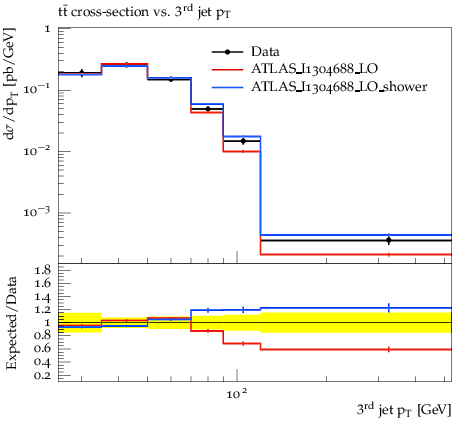 tt̄ cross-section vs. 3rd jet pT
dσ/dpT [pb/GeV]
1
10⁻¹
10⁻²
10⁻³
Data
ATLAS_I1304688_LO
ATLAS_I1304688_LO_shower
Expected/Data
1.8
1.6
1.4
1.2
1
0.8
0.6
0.4
0.2
10²
3rd jet pT [GeV]